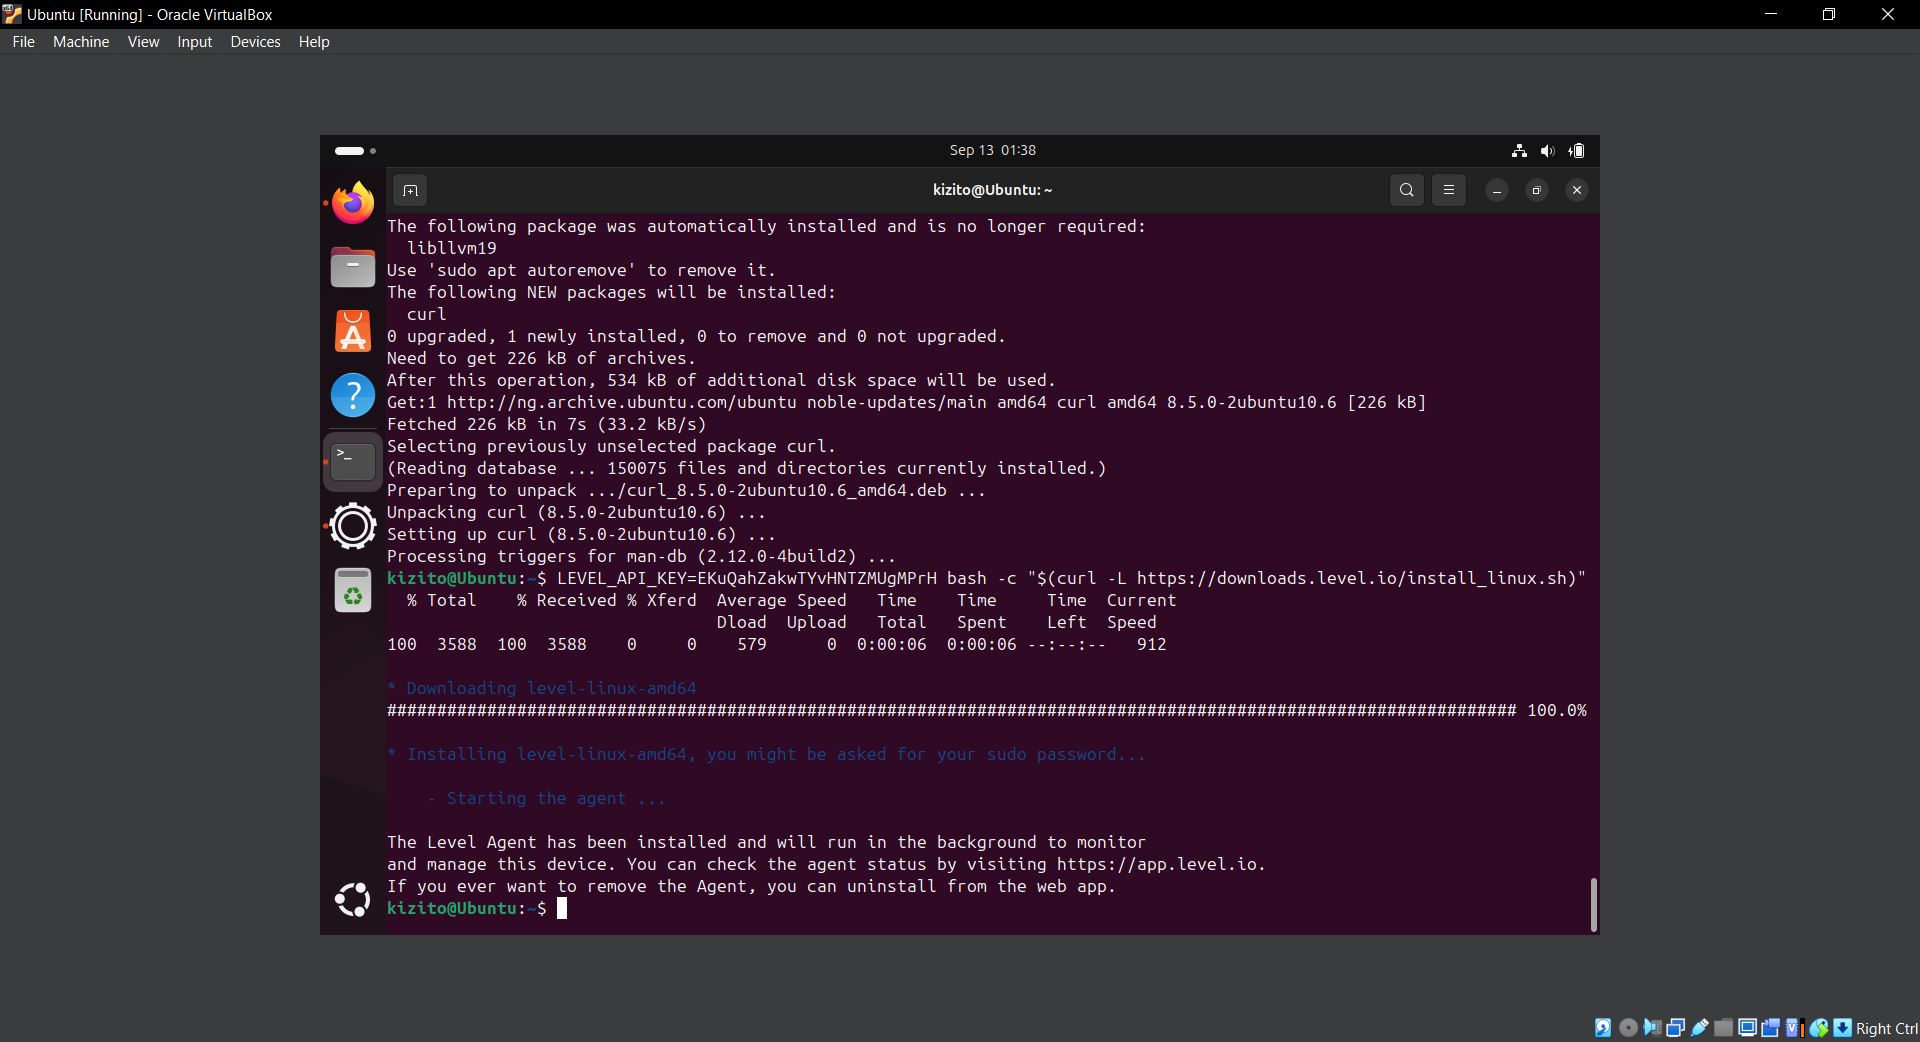 Ubuntu [Running] - Oracle VirtualBox
File Machine View Input Devices Help
Sep 13 01:38
kizito@Ubuntu: ~
The following package was automatically installed and is no longer required:
libllvm19
Use 'sudo apt autoremove' to remove it.
The following NEW packages will be installed:
curl
0 upgraded, 1 newly installed, 0 to remove and 0 not upgraded.
Need to get 226 kB of archives.
After this operation, 534 kB of additional disk space will be used.
Get:1 http://ng.archive.ubuntu.com/ubuntu noble-updates/main amd64 curl amd64 8.5.0-2ubuntu10.6 [226 kB]
Fetched 226 kB in 7s (33.2 kB/s)
Selecting previously unselected package curl.
(Reading database ... 150075 files and directories currently installed.)
Preparing to unpack .../curl_8.5.0-2ubuntu10.6_amd64.deb ...
Unpacking curl (8.5.0-2ubuntu10.6) ...
Setting up curl (8.5.0-2ubuntu10.6) ...
Processing triggers for man-db (2.12.0-4build2) ...
kizito@Ubuntu:~$ LEVEL_API_KEY=EKuQahZakwTYvHNTZMUgMPrH bash -c "$(curl -L https://downloads.level.io/install_linux.sh)"
% Total % Received % Xferd Average Speed Time Time Time Current
Dload Upload Total Spent Left Speed
100 3588 100 3588 0 0 579 0 0:00:06 0:00:06 --:--:-- 912
* Downloading level-linux-amd64
################################################################################################################# 100.0%
* Installing level-linux-amd64, you might be asked for your sudo password...
- Starting the agent ...
The Level Agent has been installed and will run in the background to monitor
and manage this device. You can check the agent status by visiting https://app.level.io.
If you ever want to remove the Agent, you can uninstall from the web app.
kizito@Ubuntu:~$
Right Ctrl